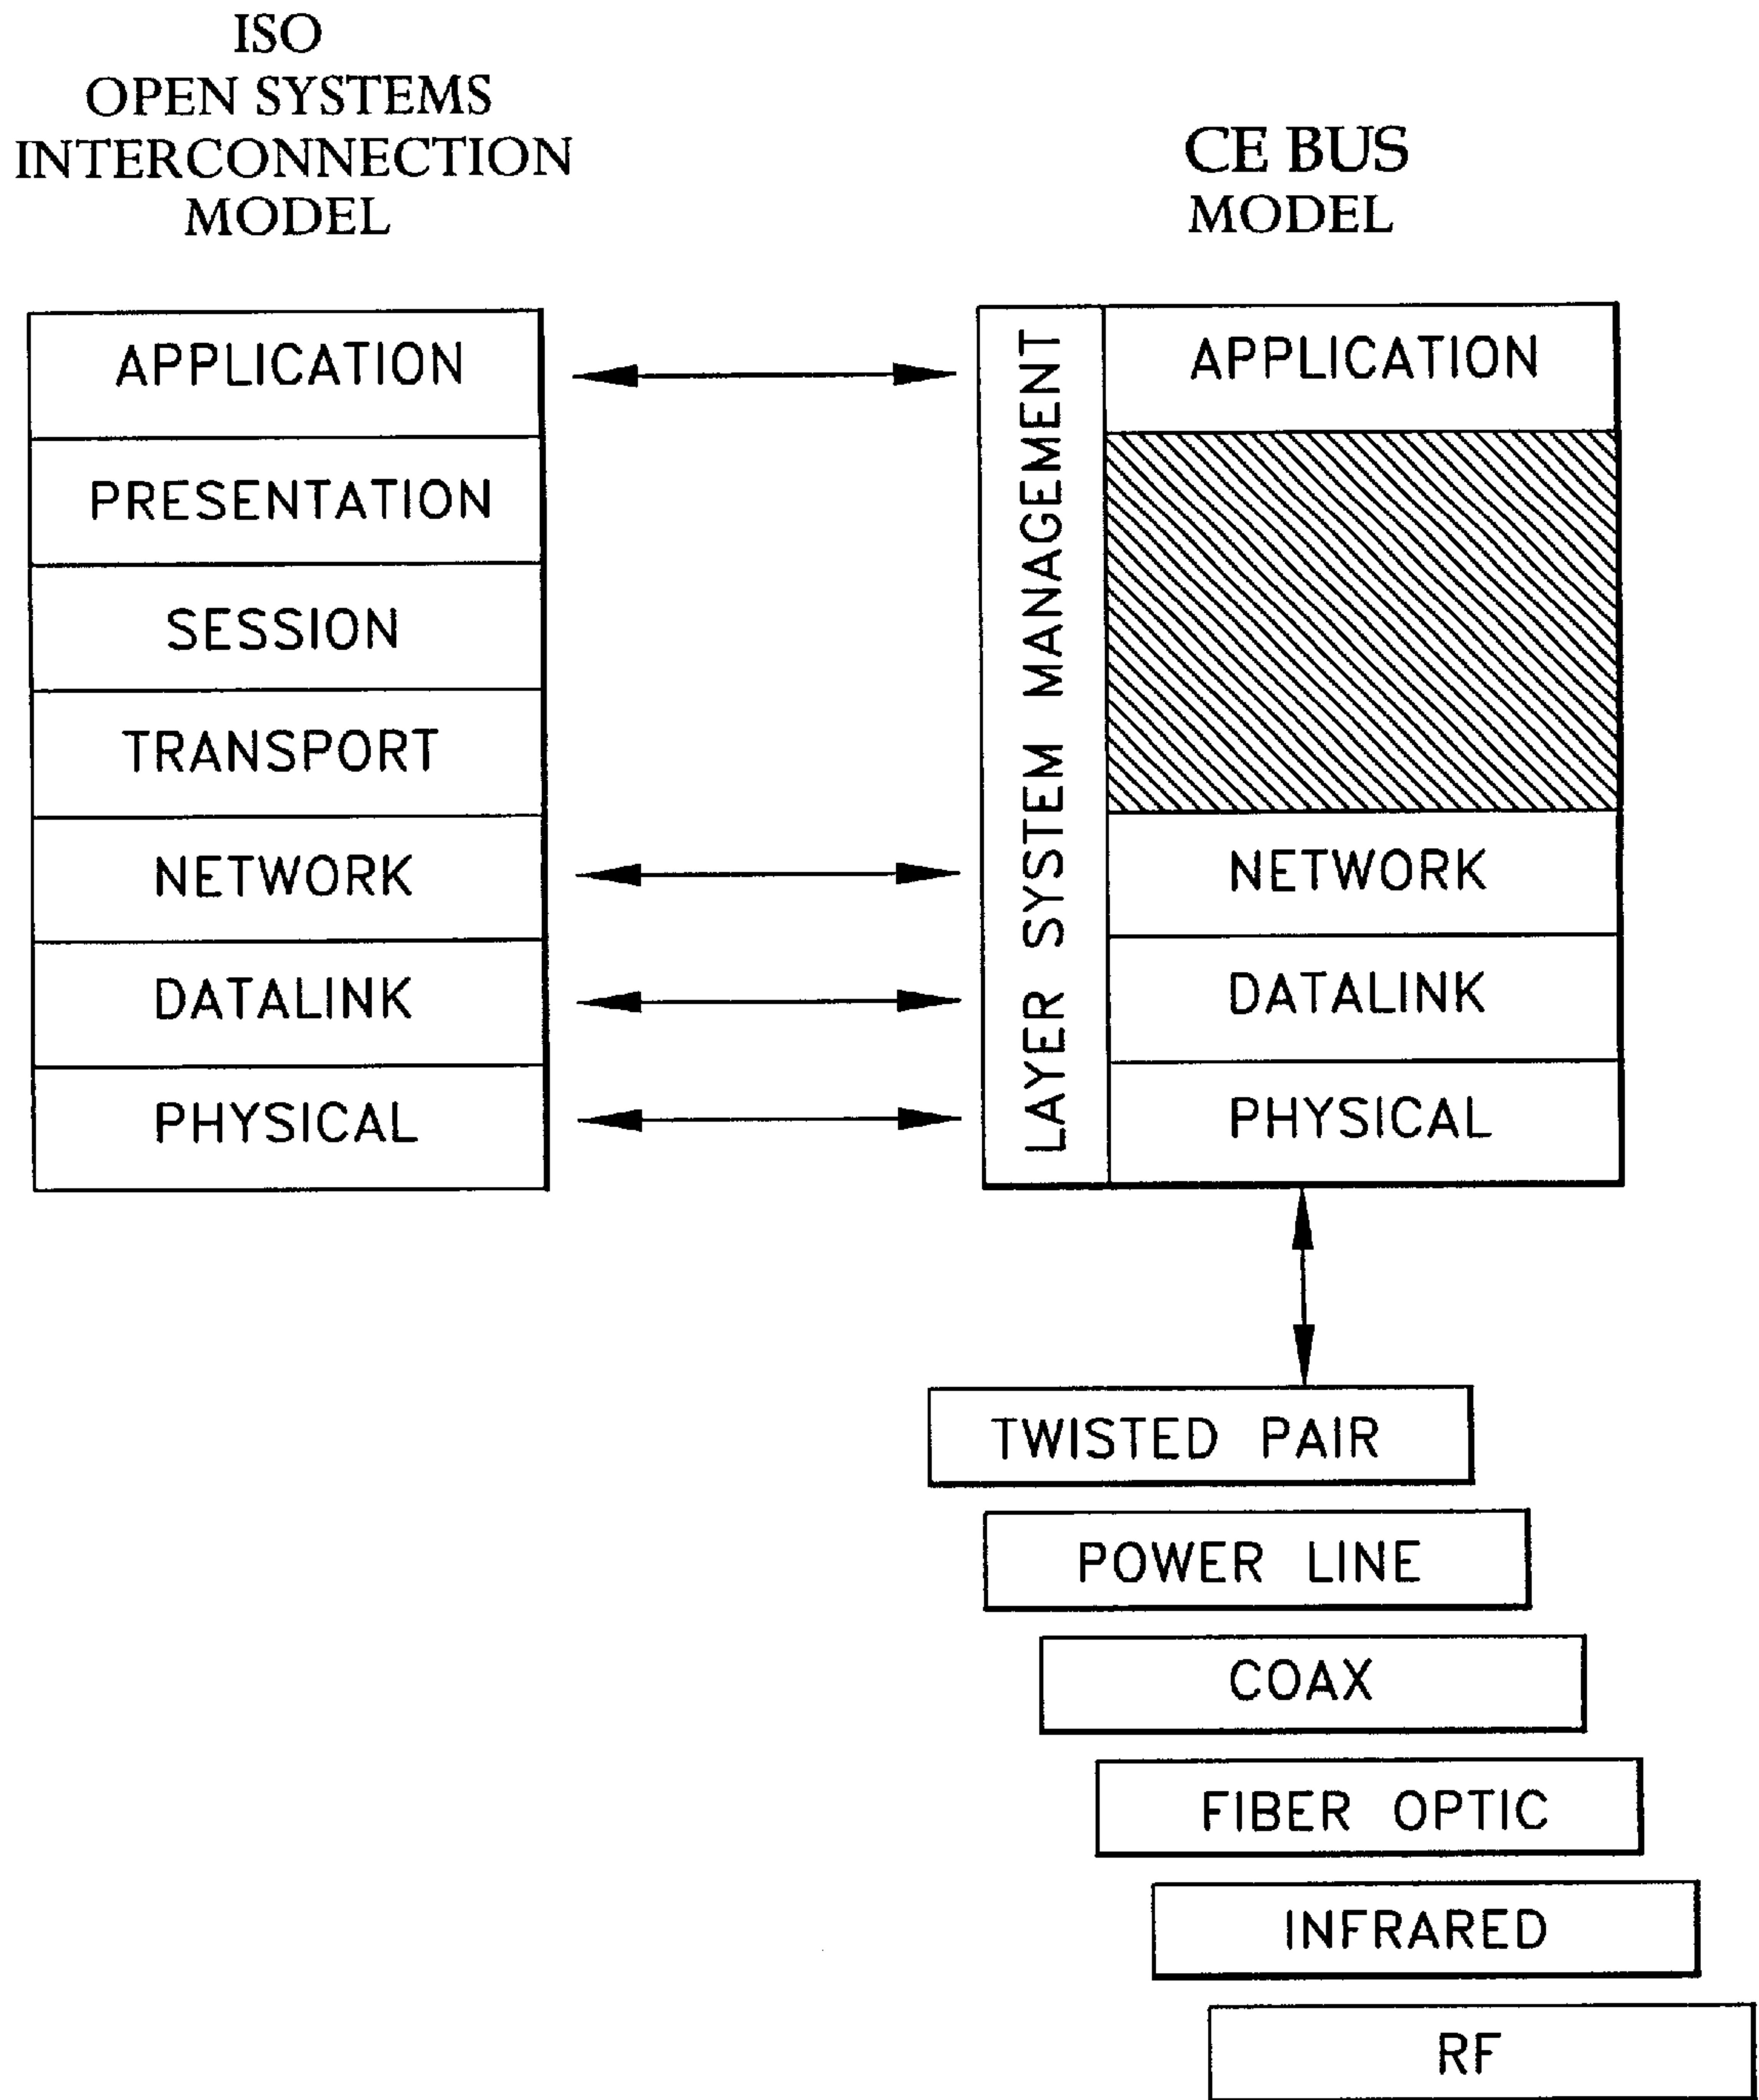 ISO
OPEN SYSTEMS
INTERCONNECTION
MODEL
APPLICATION
PRESENTATION
SESSION
TRANSPORT
NETWORK
DATALINK
PHYSICAL
CE BUS
MODEL
LAYER SYSTEM MANAGEMENT
APPLICATION
NETWORK
DATALINK
PHYSICAL
TWISTED PAIR
POWER LINE
COAX
FIBER OPTIC
INFRARED
RF